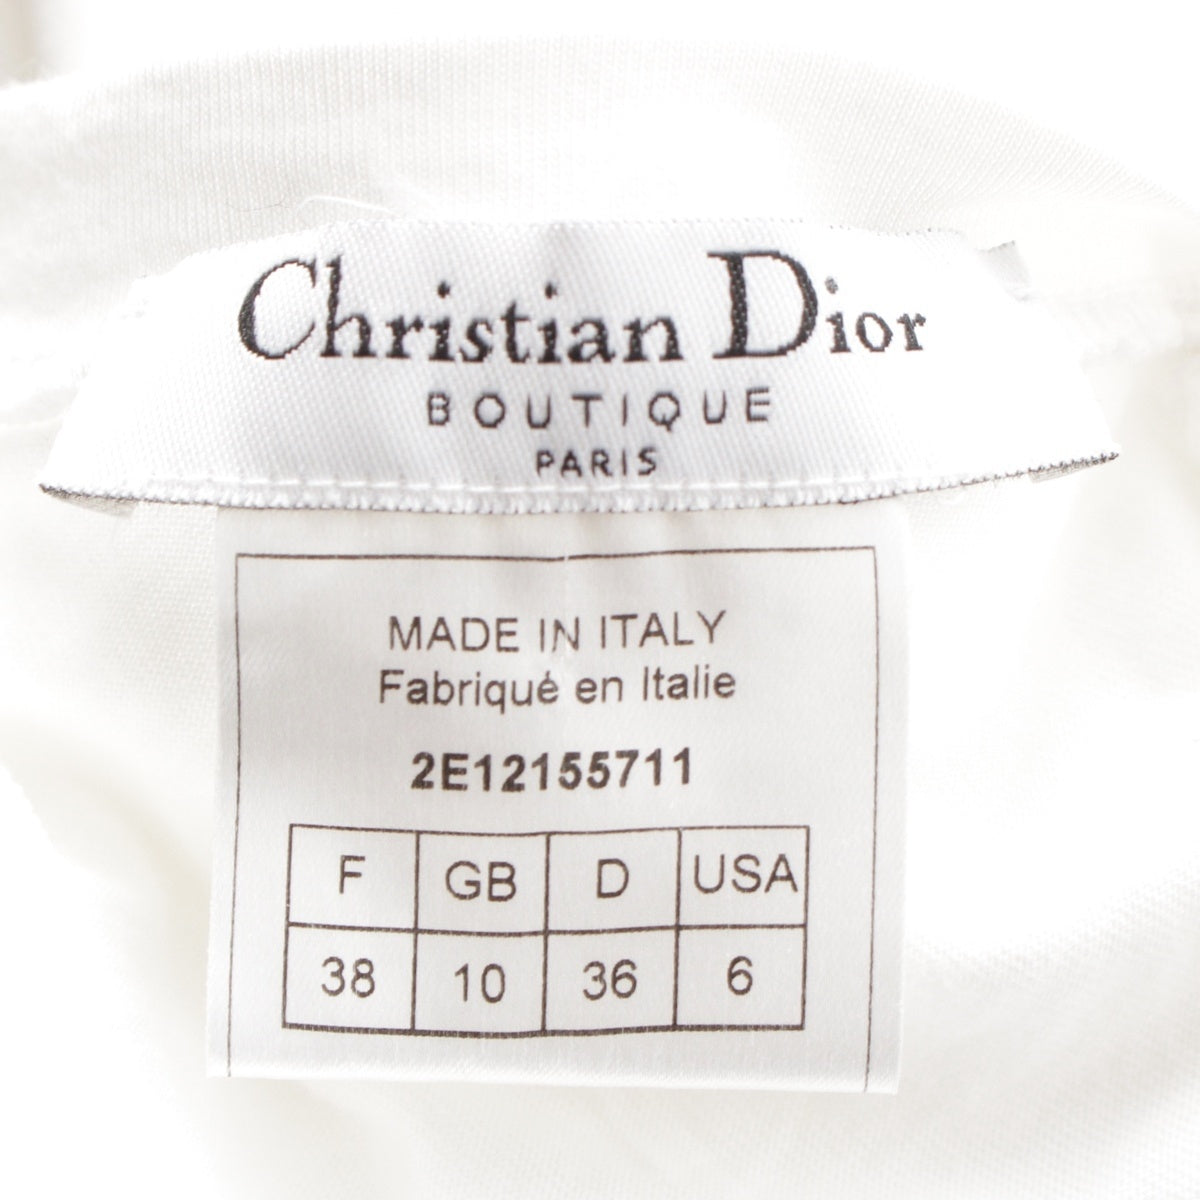 Christian Dior
BOUTIQUE
PARIS
MADE IN ITALY
Fabriqué en Italie
2E12155711
F GB D USA
38 10 36 6